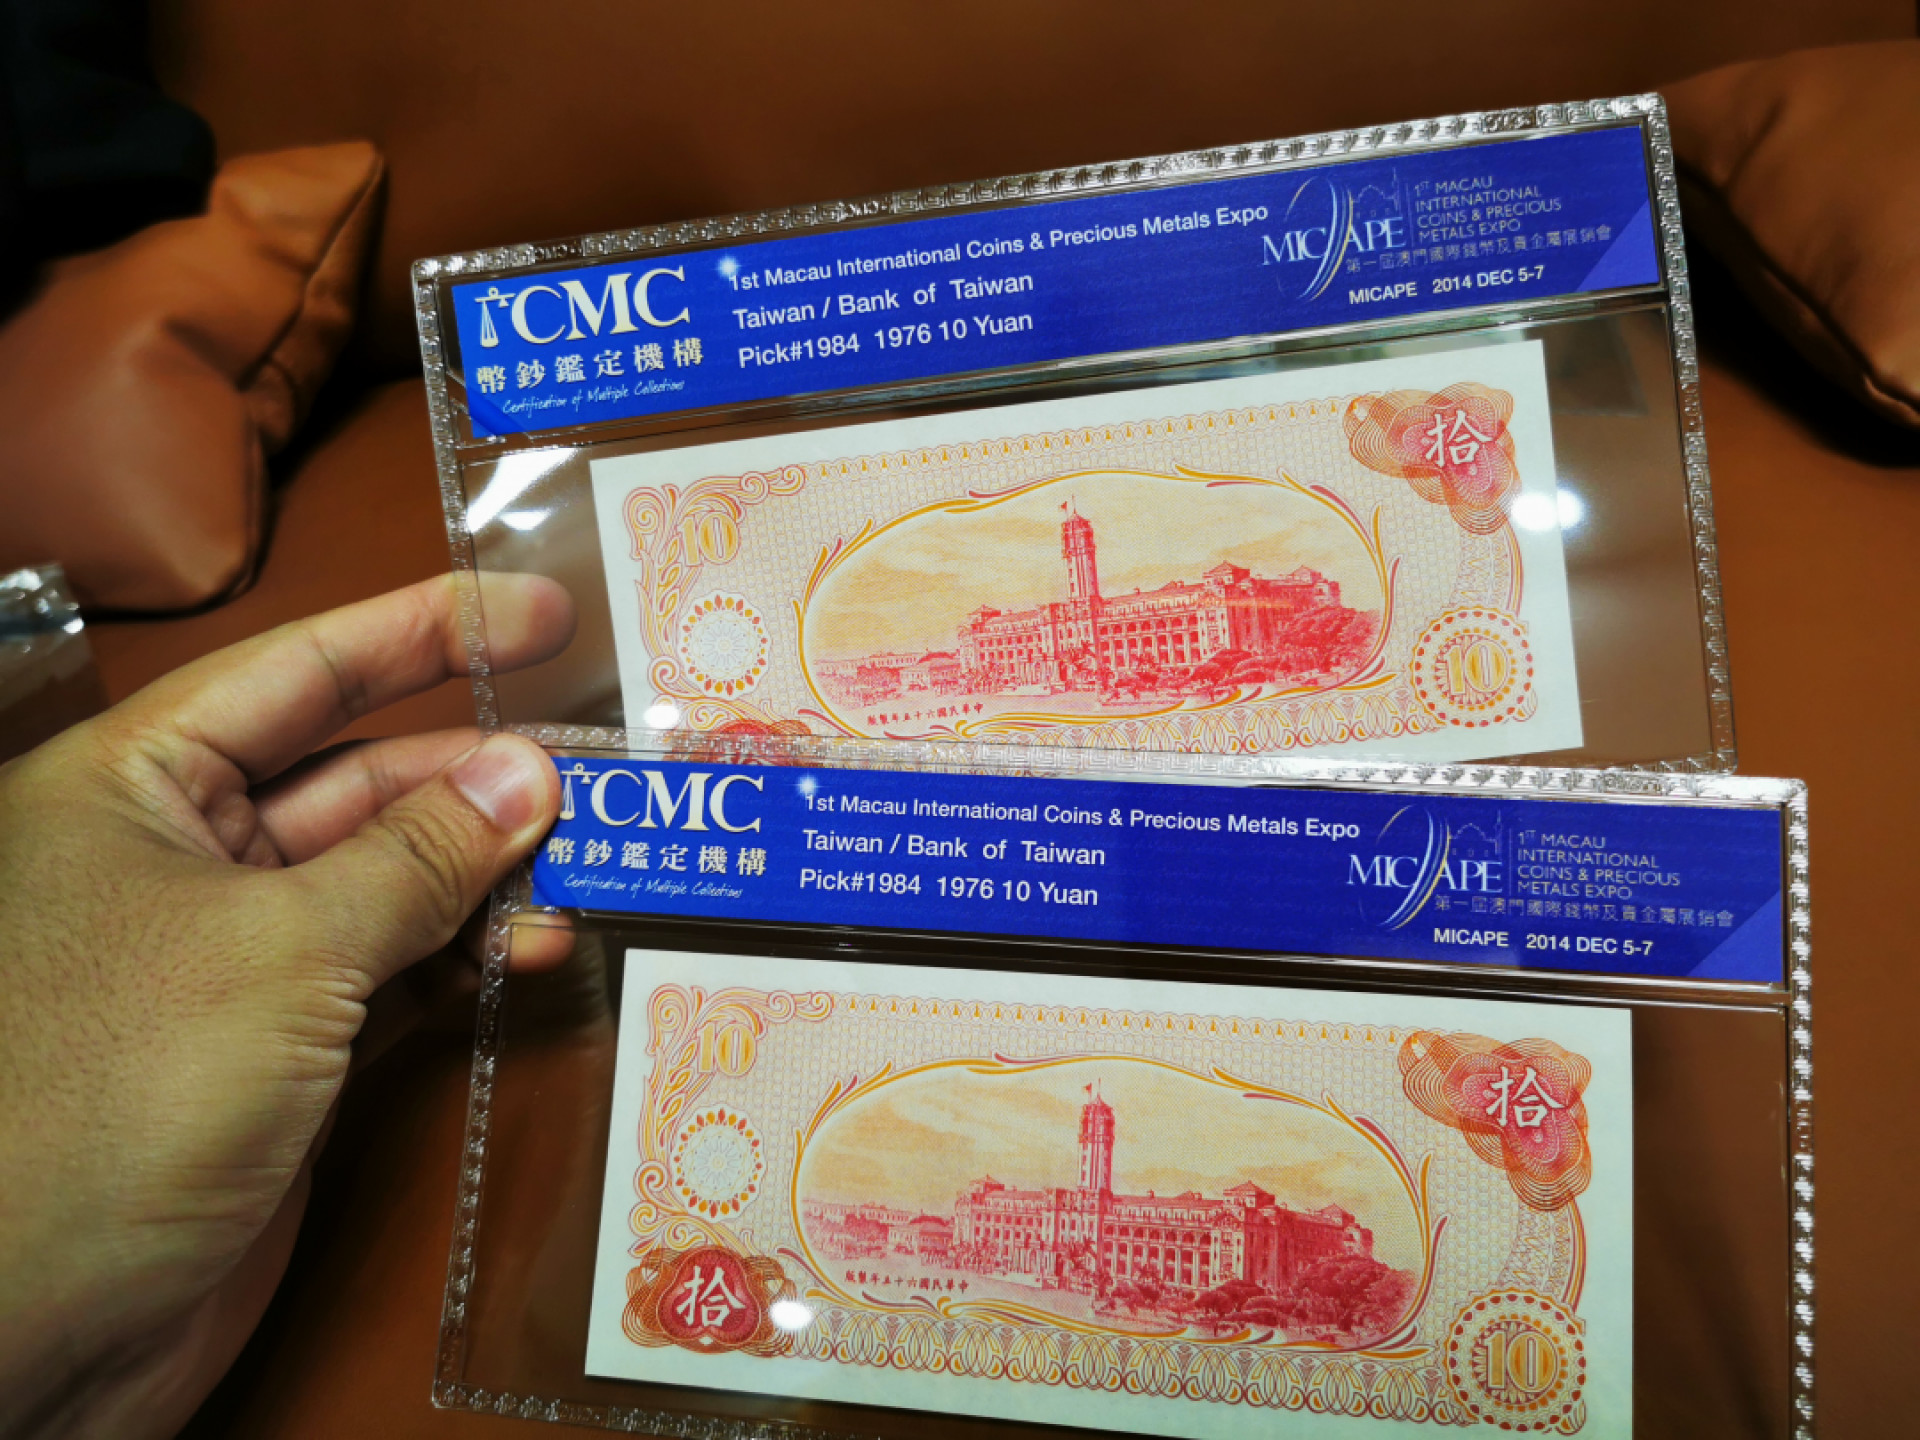 CMC
幣鈔鑑定機構
Certification of Multiple Collections
1st Macau International Coins & Precious Metals Expo
Taiwan / Bank of Taiwan
Pick#1984 1976 10 Yuan
MICAPE
1ST MACAU
INTERNATIONAL
COINS & PRECIOUS
METALS EXPO
第一屆澳門國際錢幣及貴金屬展銷會
MICAPE 2014 DEC 5-7
10
拾
10
版製年五十六國民華中
CMC
幣鈔鑑定機構
Certification of Multiple Collections
1st Macau International Coins & Precious Metals Expo
Taiwan / Bank of Taiwan
Pick#1984 1976 10 Yuan
MICAPE
1ST MACAU
INTERNATIONAL
COINS & PRECIOUS
METALS EXPO
第一屆澳門國際錢幣及貴金屬展銷會
MICAPE 2014 DEC 5-7
10
拾
版製年五十六國民華中
拾
10